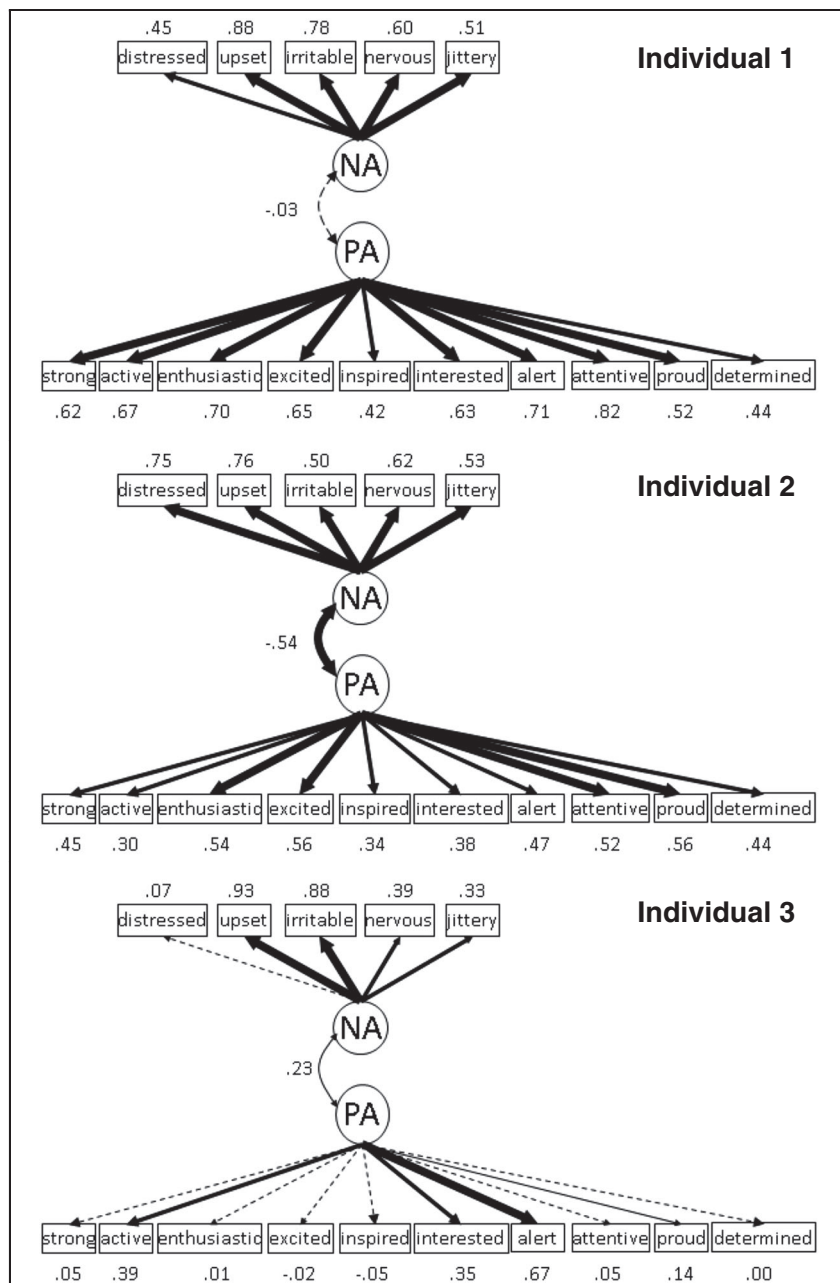 .45 .88 .78 .60 .51
distressed upset irritable nervous jittery
Individual 1
NA
-.03
PA
strong active enthusiastic excited inspired interested alert attentive proud determined
.62 .67 .70 .65 .42 .63 .71 .82 .52 .44
.75 .76 .50 .62 .53
distressed upset irritable nervous jittery
Individual 2
NA
-.54
PA
strong active enthusiastic excited inspired interested alert attentive proud determined
.45 .30 .54 .56 .34 .38 .47 .52 .56 .44
.07 .93 .88 .39 .33
distressed upset irritable nervous jittery
Individual 3
NA
.23
PA
strong active enthusiastic excited inspired interested alert attentive proud determined
.05 .39 .01 -.02 -.05 .35 .67 .05 .14 .00